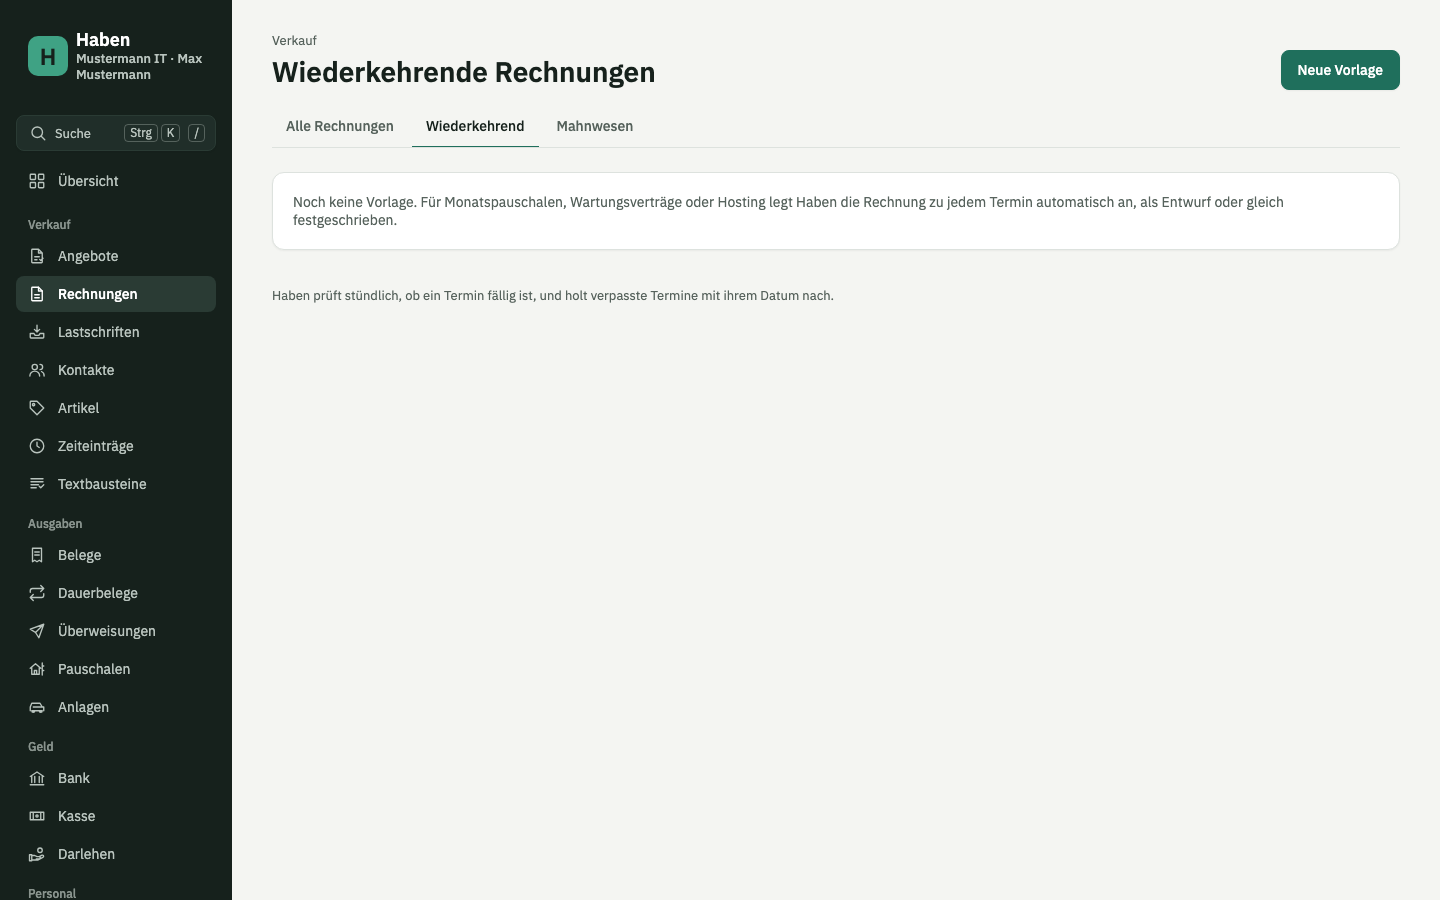 H
Haben
Mustermann IT · Max
Mustermann
Suche Strg K /
Übersicht
Verkauf
Angebote
Rechnungen
Lastschriften
Kontakte
Artikel
Zeiteinträge
Textbausteine
Ausgaben
Belege
Dauerbelege
Überweisungen
Pauschalen
Anlagen
Geld
Bank
Kasse
Darlehen
Personal
Verkauf
Wiederkehrende Rechnungen
Neue Vorlage
Alle Rechnungen Wiederkehrend Mahnwesen
Noch keine Vorlage. Für Monatspauschalen, Wartungsverträge oder Hosting legt Haben die Rechnung zu jedem Termin automatisch an, als Entwurf oder gleich
festgeschrieben.
Haben prüft stündlich, ob ein Termin fällig ist, und holt verpasste Termine mit ihrem Datum nach.